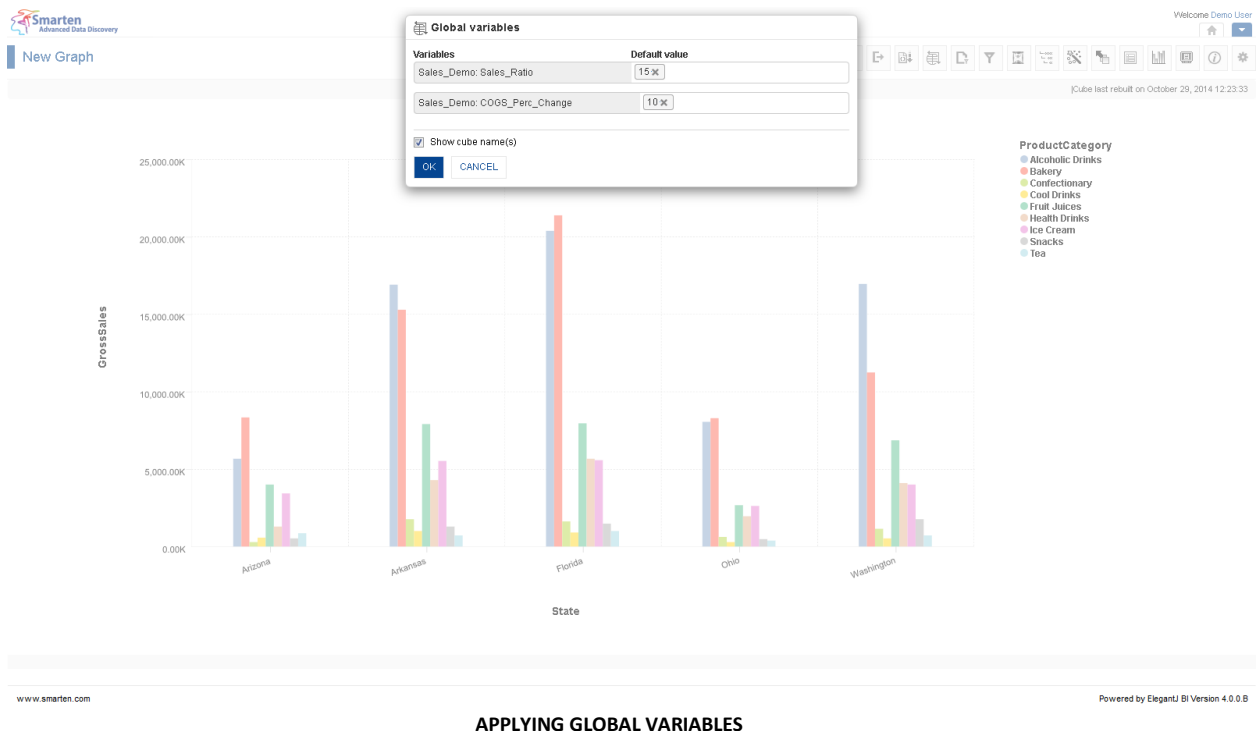 Smarten
Advanced Data Discovery
Welcome Demo User
New Graph
Global variables
Variables Default value
Sales_Demo: Sales_Ratio 15
Sales_Demo: COGS_Perc_Change 10
Show cube name(s)
OK CANCEL
|Cube last rebuilt on October 29, 2014 12:23:33
ProductCategory
Alcoholic Drinks
Bakery
Confectionary
Cool Drinks
Fruit Juices
Health Drinks
Ice Cream
Snacks
Tea
GrossSales
25,000.00K
20,000.00K
15,000.00K
10,000.00K
5,000.00K
0.00K
Arizona Arkansas Florida Ohio Washington
State
www.smarten.com
Powered by ElegantJ BI Version 4.0.0.B
APPLYING GLOBAL VARIABLES